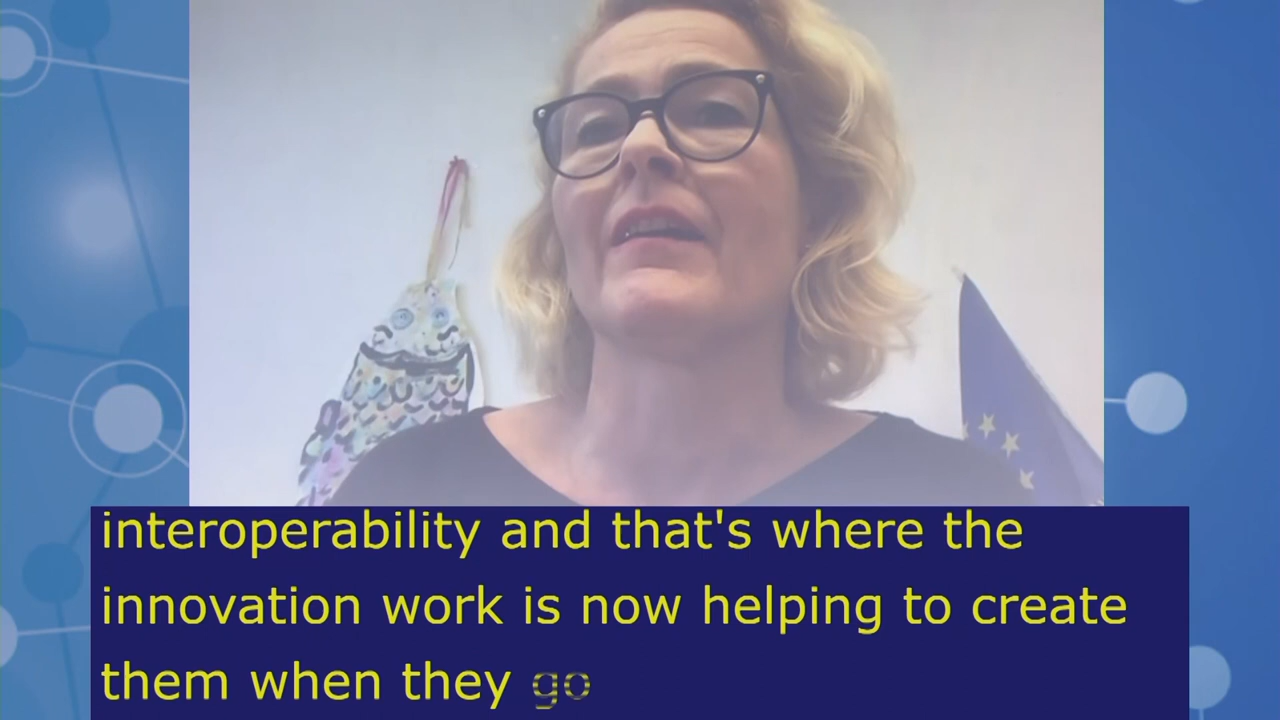 interoperability and that's where the
innovation work is now helping to create
them when they go